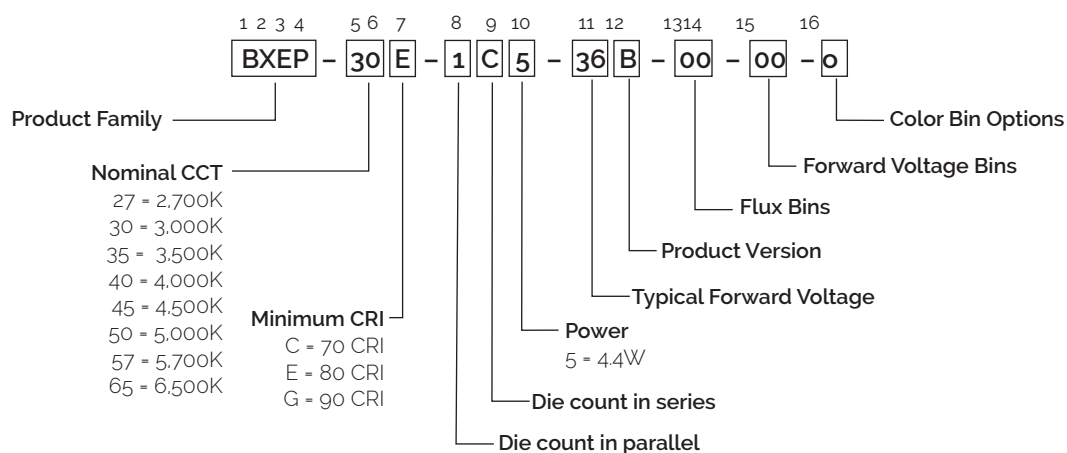 1 2 3 4 5 6 7 8 9 10 11 12 1314 15 16
BXEP – 30 E – 1 C 5 – 36 B – 00 – 00 – 0
Product Family
Color Bin Options
Nominal CCT
27 = 2,700K
30 = 3,000K
35 = 3,500K
40 = 4,000K
45 = 4,500K
50 = 5,000K
57 = 5,700K
65 = 6,500K
Forward Voltage Bins
Flux Bins
Product Version
Typical Forward Voltage
Minimum CRI
C = 70 CRI
E = 80 CRI
G = 90 CRI
Power
5 = 4.4W
Die count in series
Die count in parallel